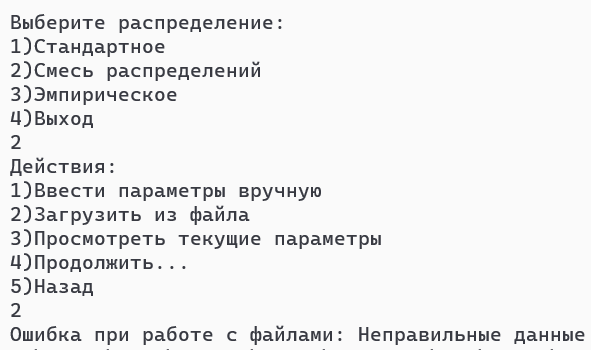 Выберите распределение:
1)Стандартное
2)Смесь распределений
3)Эмпирическое
4)Выход
2
Действия:
1)Ввести параметры вручную
2)Загрузить из файла
3)Просмотреть текущие параметры
4)Продолжить...
5)Назад
2
Ошибка при работе с файлами: Неправильные данные